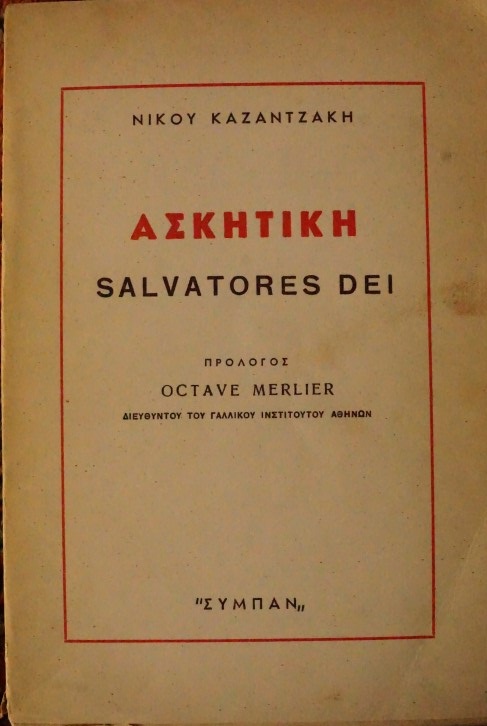 ΝΙΚΟΥ ΚΑΖΑΝΤΖΑΚΗ
ΑΣΚΗΤΙΚΗ
SALVATORES DEI
ΠΡΟΛΟΓΟΣ
OCTAVE MERLIER
ΔΙΕΥΘΥΝΤΟΥ ΤΟΥ ΓΑΛΛΙΚΟΥ ΙΝΣΤΙΤΟΥΤΟΥ ΑΘΗΝΩΝ
"ΣΥΜΠΑΝ„